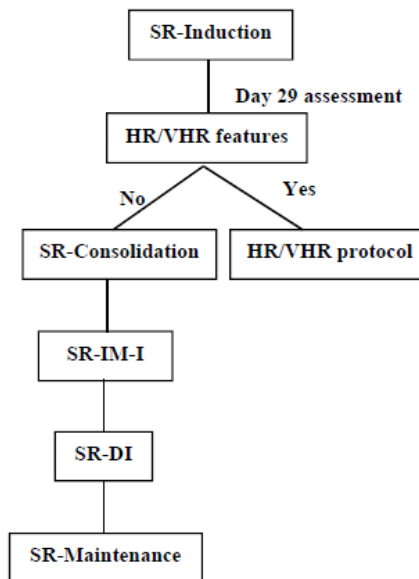 SR-Induction
Day 29 assessment
HR/VHR features
No
Yes
SR-Consolidation
HR/VHR protocol
SR-IM-I
SR-DI
SR-Maintenance